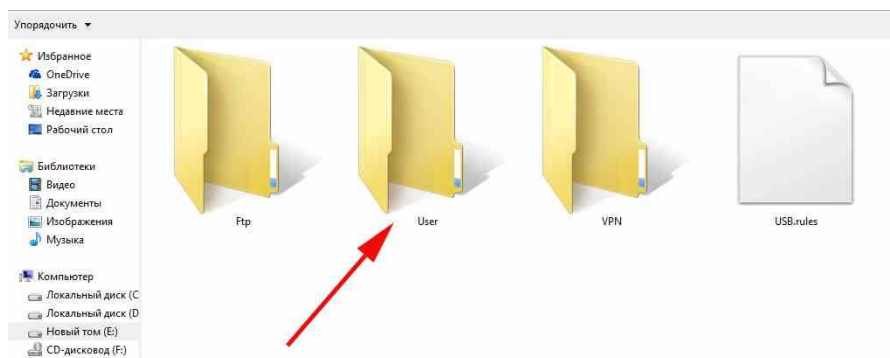 Упорядочить
Избранное
OneDrive
Загрузки
Недавние места
Рабочий стол
Библиотеки
Видео
Документы
Изображения
Музыка
Компьютер
Локальный диск (C
Локальный диск (D
Новый том (E:)
CD-дисковод (F:)
Ftp
User
VPN
USB.rules